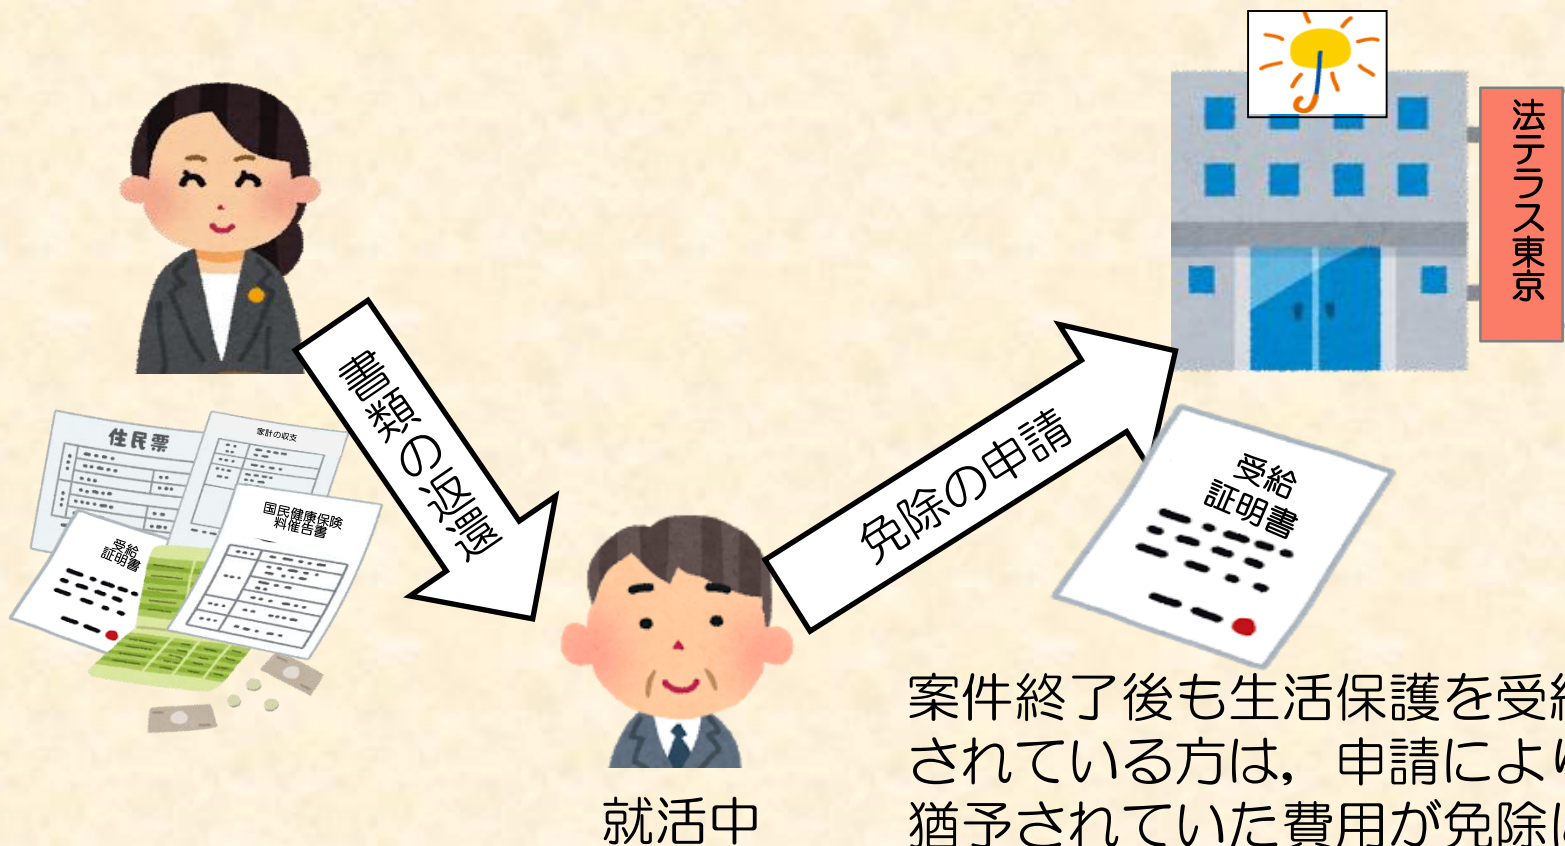 法テラス東京
書類の返還
住民票
家計の収支
国民健康保険
料催告書
受給
証明書
免除の申請
受給
証明書
就活中
案件終了後も生活保護を受給
されている方は，申請により
猶予されていた費用が免除に